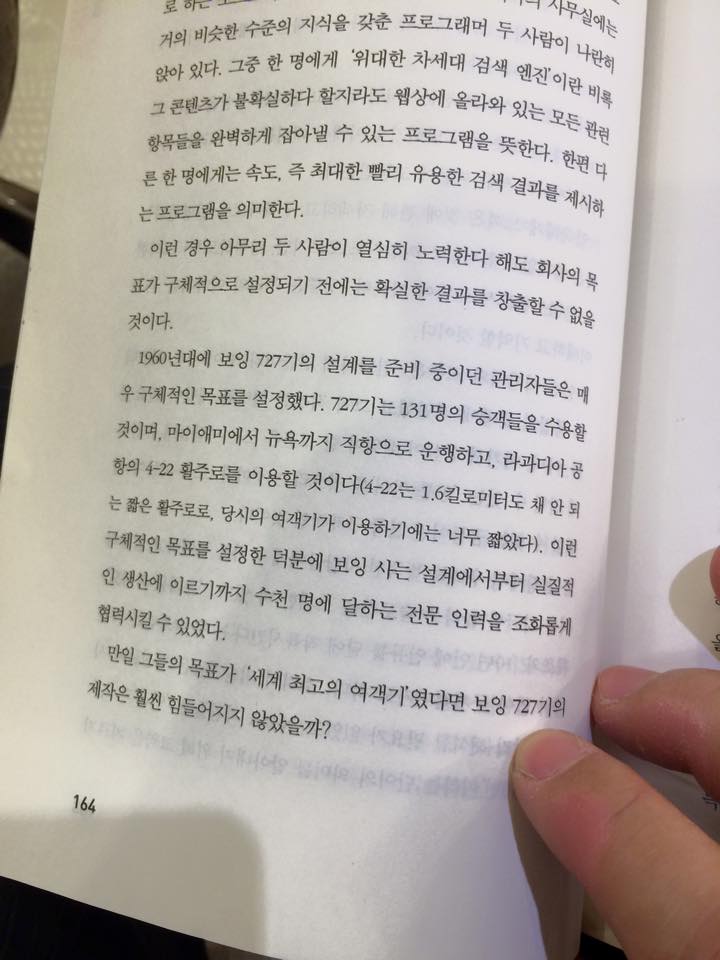 로 하는
사무실에는
거의 비슷한 수준의 지식을 갖춘 프로그래머 두 사람이 나란히
앉아 있다. 그중 한 명에게 ‘위대한 차세대 검색 엔진’이란 비록
그 콘텐츠가 불확실하다 할지라도 웹상에 올라와 있는 모든 관련
항목들을 완벽하게 잡아낼 수 있는 프로그램을 뜻한다. 한편 다
른 한 명에게는 속도, 즉 최대한 빨리 유용한 검색 결과를 제시하
는 프로그램을 의미한다.
이런 경우 아무리 두 사람이 열심히 노력한다 해도 회사의 목
표가 구체적으로 설정되기 전에는 확실한 결과를 창출할 수 없을
것이다.
1960년대에 보잉 727기의 설계를 준비 중이던 관리자들은 매
우 구체적인 목표를 설정했다. 727기는 131명의 승객들을 수용할
것이며, 마이애미에서 뉴욕까지 직항으로 운행하고, 라과디아 공
항의 4-22 활주로를 이용할 것이다(4-22는 1.6킬로미터도 채 안 되
는 짧은 활주로로, 당시의 여객기가 이용하기에는 너무 짧았다). 이런
구체적인 목표를 설정한 덕분에 보잉 사는 설계에서부터 실질적
인 생산에 이르기까지 수천 명에 달하는 전문 인력을 조화롭게
협력시킬 수 있었다.
만일 그들의 목표가 ‘세계 최고의 여객기’였다면 보잉 727기의
제작은 훨씬 힘들어지지 않았을까?
164